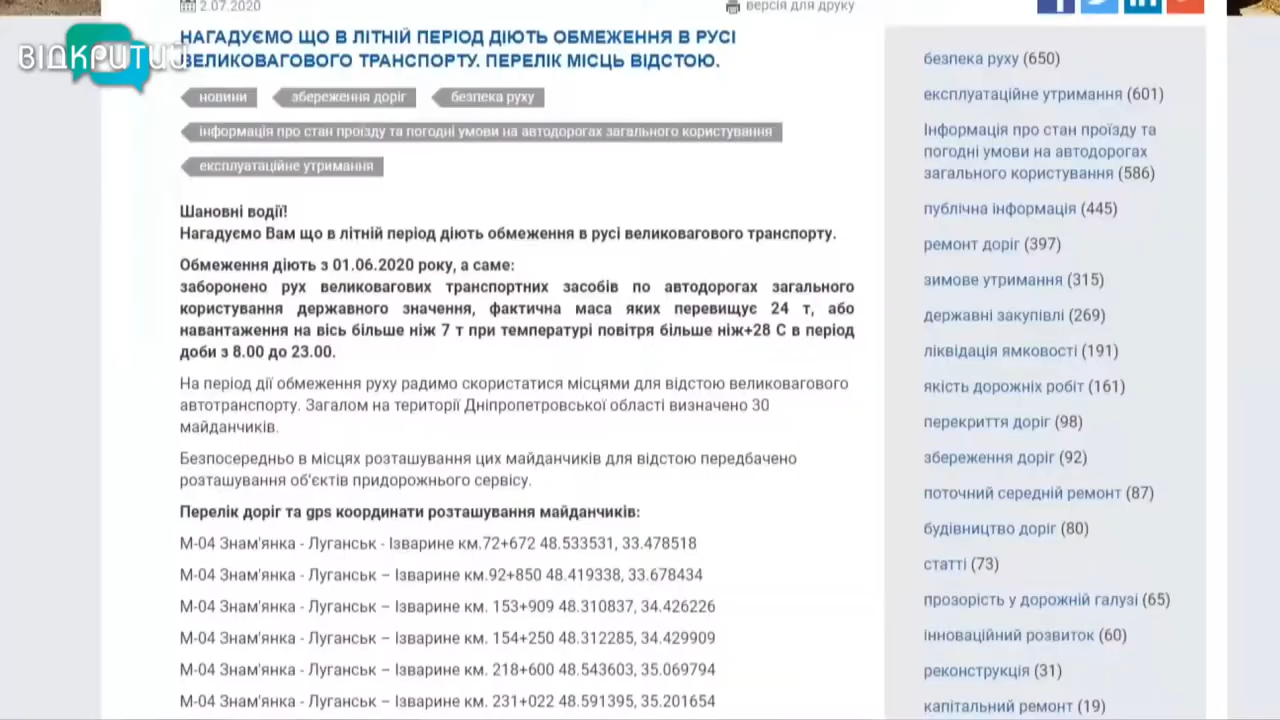 2.07.2020
версія для друку
ВІДКРИТИЙ
НАГАДУЄМО ЩО В ЛІТНІЙ ПЕРІОД ДІЮТЬ ОБМЕЖЕННЯ В РУСІ
ВЕЛИКОВАГОВОГО ТРАНСПОРТУ. ПЕРЕЛІК МІСЦЬ ВІДСТОЮ.
новини
збереження доріг
безпека руху
інформація про стан проїзду та погодні умови на автодорогах загального користування
експлуатаційне утримання
Шановні водії!
Нагадуємо Вам що в літній період діють обмеження в русі великовагового транспорту.
Обмеження діють з 01.06.2020 року, а саме:
заборонено рух великовагових транспортних засобів по автодорогах загального
користування державного значення, фактична маса яких перевищує 24 т, або
навантаження на вісь більше ніж 7 т при температурі повітря більше ніж+28 С в період
доби з 8.00 до 23.00.
На період дії обмеження руху радимо скористатися місцями для відстою великовагового
автотранспорту. Загалом на території Дніпропетровської області визначено 30
майданчиків.
Безпосередньо в місцях розташування цих майданчиків для відстою передбачено
розташування об'єктів придорожнього сервісу.
Перелік доріг та gps координати розташування майданчиків:
М-04 Знам'янка - Луганськ - Ізварине км.72+672 48.533531, 33.478518
М-04 Знам'янка - Луганськ – Ізварине км.92+850 48.419338, 33.678434
М-04 Знам'янка - Луганськ – Ізварине км. 153+909 48.310837, 34.426226
М-04 Знам'янка - Луганськ – Ізварине км. 154+250 48.312285, 34.429909
М-04 Знам'янка - Луганськ – Ізварине км. 218+600 48.543603, 35.069794
М-04 Знам'янка - Луганськ – Ізварине км. 231+022 48.591395, 35.201654
безпека руху (650)
експлуатаційне утримання (601)
Інформація про стан проїзду та
погодні умови на автодорогах
загального користування (586)
публічна інформація (445)
ремонт доріг (397)
зимове утримання (315)
державні закупівлі (269)
ліквідація ямковості (191)
якість дорожніх робіт (161)
перекриття доріг (98)
збереження доріг (92)
поточний середній ремонт (87)
будівництво доріг (80)
статті (73)
прозорість у дорожній галузі (65)
інноваційний розвиток (60)
реконструкція (31)
капітальний ремонт (19)